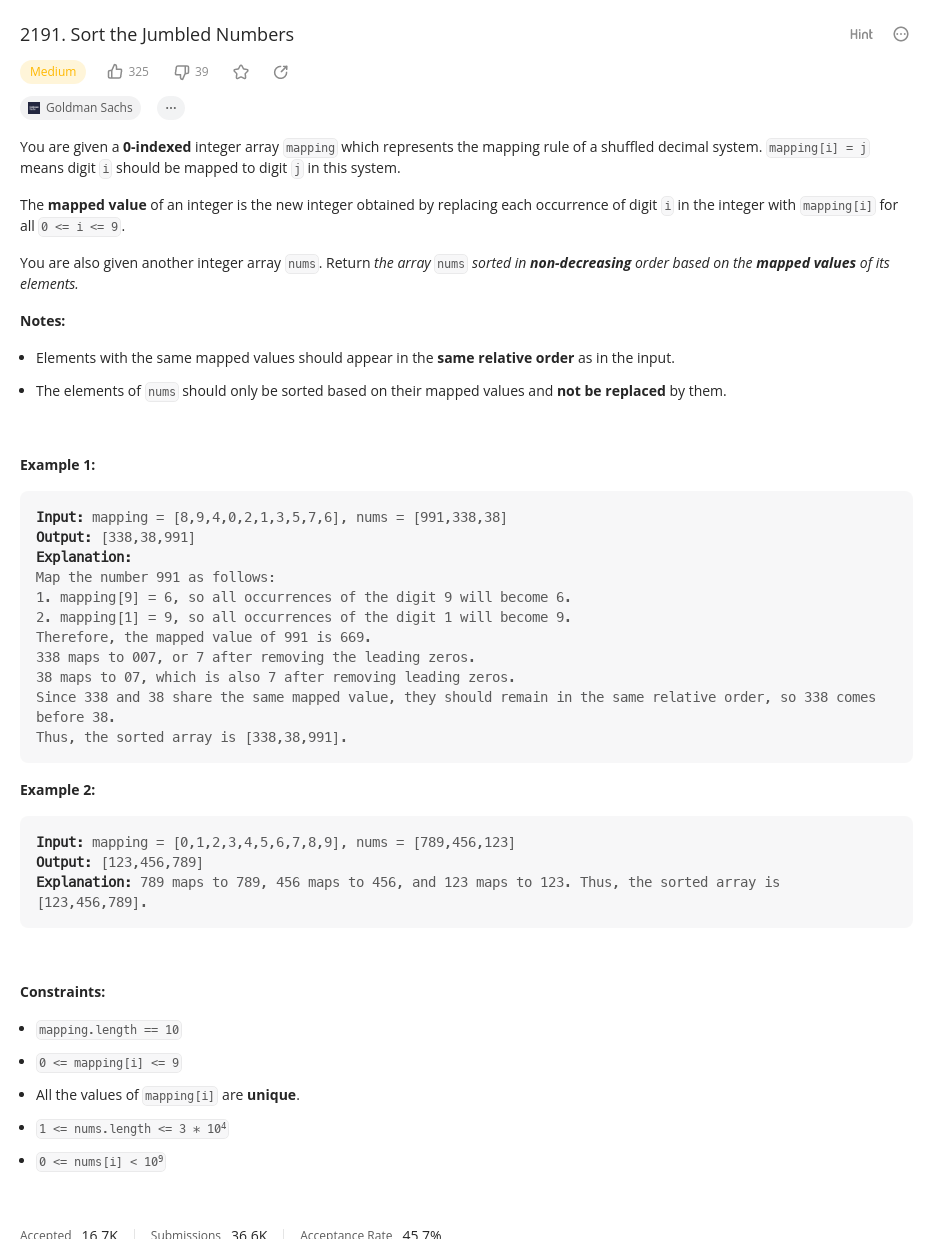 2191. Sort the Jumbled Numbers
Hint
Medium 325 39
Goldman Sachs ...
You are given a 0-indexed integer array mapping which represents the mapping rule of a shuffled decimal system. mapping[i] = j
means digit i should be mapped to digit j in this system.
The mapped value of an integer is the new integer obtained by replacing each occurrence of digit i in the integer with mapping[i] for
all 0 <= i <= 9.
You are also given another integer array nums. Return the array nums sorted in non-decreasing order based on the mapped values of its
elements.
Notes:
• Elements with the same mapped values should appear in the same relative order as in the input.
• The elements of nums should only be sorted based on their mapped values and not be replaced by them.
Example 1:
Input: mapping = [8,9,4,0,2,1,3,5,7,6], nums = [991,338,38]
Output: [338,38,991]
Explanation:
Map the number 991 as follows:
1. mapping[9] = 6, so all occurrences of the digit 9 will become 6.
2. mapping[1] = 9, so all occurrences of the digit 1 will become 9.
Therefore, the mapped value of 991 is 669.
338 maps to 007, or 7 after removing the leading zeros.
38 maps to 07, which is also 7 after removing leading zeros.
Since 338 and 38 share the same mapped value, they should remain in the same relative order, so 338 comes
before 38.
Thus, the sorted array is [338,38,991].
Example 2:
Input: mapping = [0,1,2,3,4,5,6,7,8,9], nums = [789,456,123]
Output: [123,456,789]
Explanation: 789 maps to 789, 456 maps to 456, and 123 maps to 123. Thus, the sorted array is
[123,456,789].
Constraints:
• mapping.length == 10
• 0 <= mapping[i] <= 9
• All the values of mapping[i] are unique.
• 1 <= nums.length <= 3 * 10⁴
• 0 <= nums[i] < 10⁹
Accepted 16.7K Submissions 36.6K Acceptance Rate 45.7%